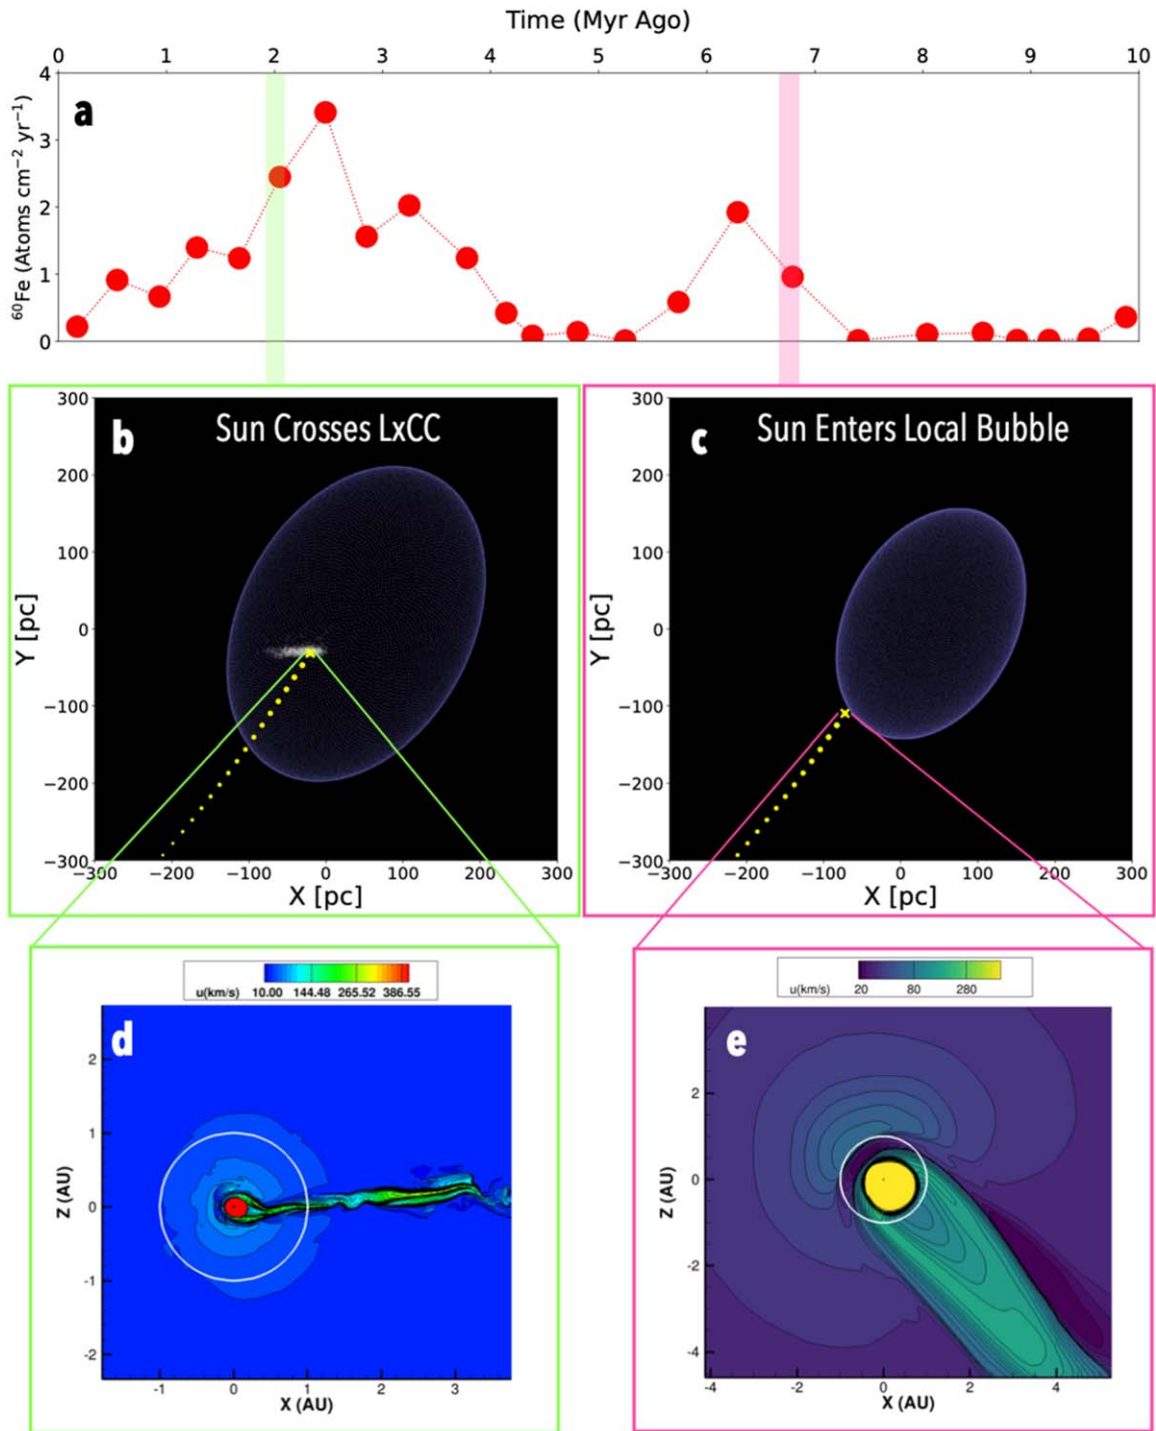 Time (Myr Ago)
0 1 2 3 4 5 6 7 8 9 10
a
⁶⁰Fe (Atoms cm⁻² yr⁻¹)
4
3
2
1
0
b Sun Crosses LxCC
Y [pc]
300
200
100
0
−100
−200
−300
−300 −200 −100 0 100 200 300
X [pc]
c Sun Enters Local Bubble
Y [pc]
300
200
100
0
−100
−200
−300
−300 −200 −100 0 100 200 300
X [pc]
u(km/s) 10.00 144.48 265.52 386.55
d
Z (AU)
2
1
0
-1
-2
-1 0 1 2 3
X (AU)
u(km/s) 20 80 280
e
Z (AU)
2
0
-2
-4
-4 -2 0 2 4
X (AU)